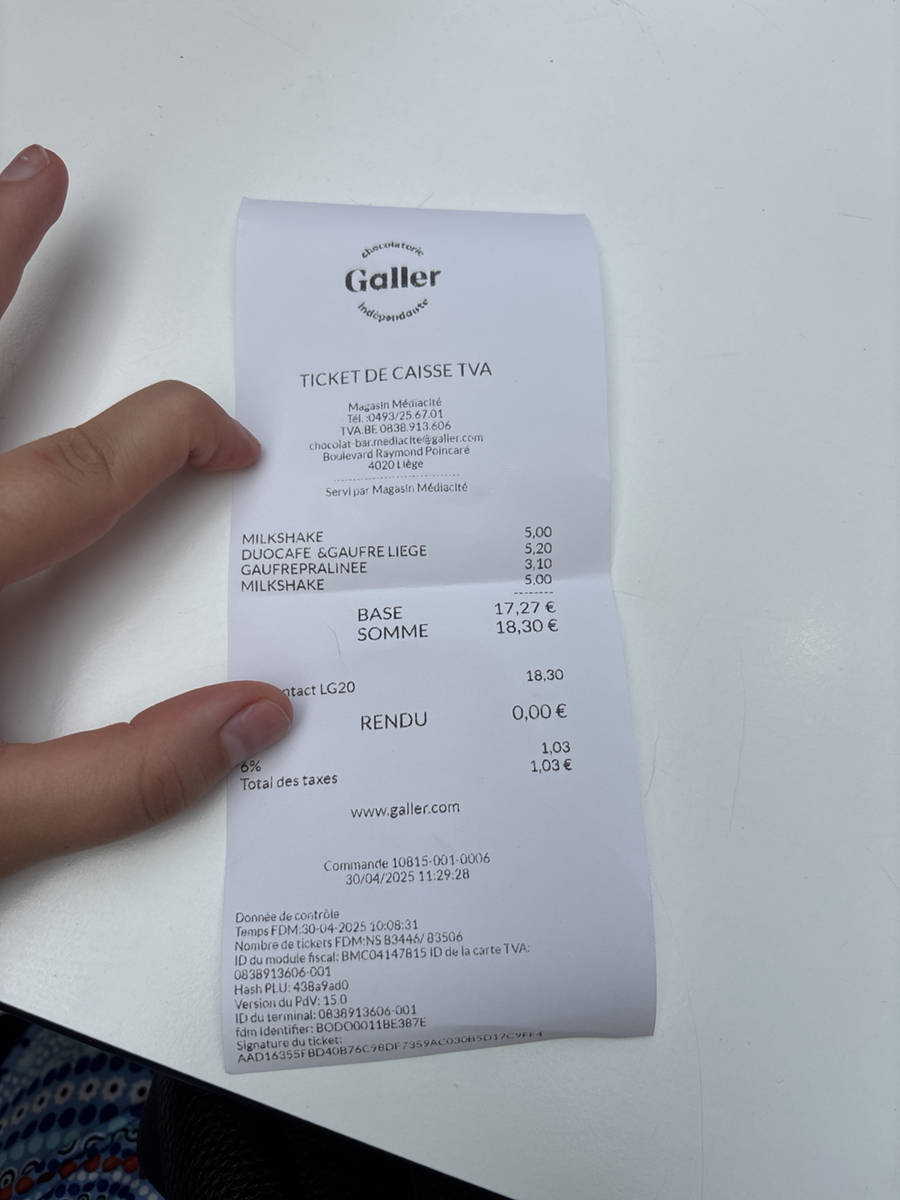 chocolaterie
Galler
indépendante
TICKET DE CAISSE TVA
Magasin Médiacité
Tél. :0493/25.67.01
TVA.BE 0838.913.606
chocolat-bar.mediacite@galler.com
Boulevard Raymond Poincaré
4020 Liège
Servi par Magasin Médiacité
MILKSHAKE 5,00
DUOCAFE &GAUFRE LIEGE 5,20
GAUFREPRALINEE 3,10
MILKSHAKE 5,00
--------
BASE 17,27 €
SOMME 18,30 €
ntact LG20 18,30
RENDU 0,00 €
6% 1,03
Total des taxes 1,03 €
www.galler.com
Commande 10815-001-0006
30/04/2025 11:29:28
Donnée de contrôle
Temps FDM:30-04-2025 10:08:31
Nombre de tickets FDM:NS 83446/ 83506
ID du module fiscal: BMC04147815 ID de la carte TVA:
0838913606-001
Hash PLU: 438a9ad0
Version du PdV: 15.0
ID du terminal: 0838913606-001
fdm Identifier: BODO0011BE387E
Signature du ticket: